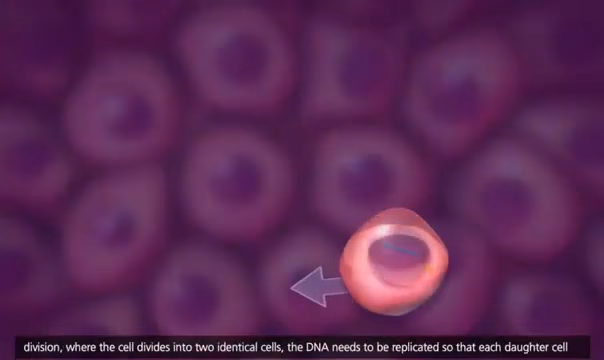 division, where the cell divides into two identical cells, the DNA needs to be replicated so that each daughter cell